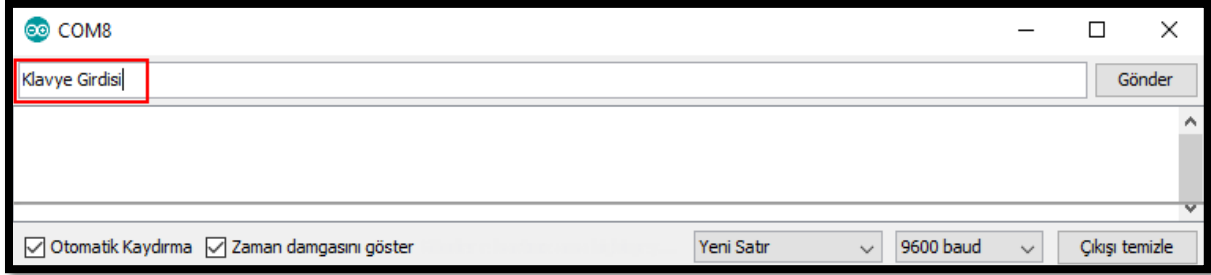 COM8
Klavye Girdisi
Gönder
Otomatik Kaydırma Zaman damgasını göster Yeni Satır 9600 baud Çıkışı temizle